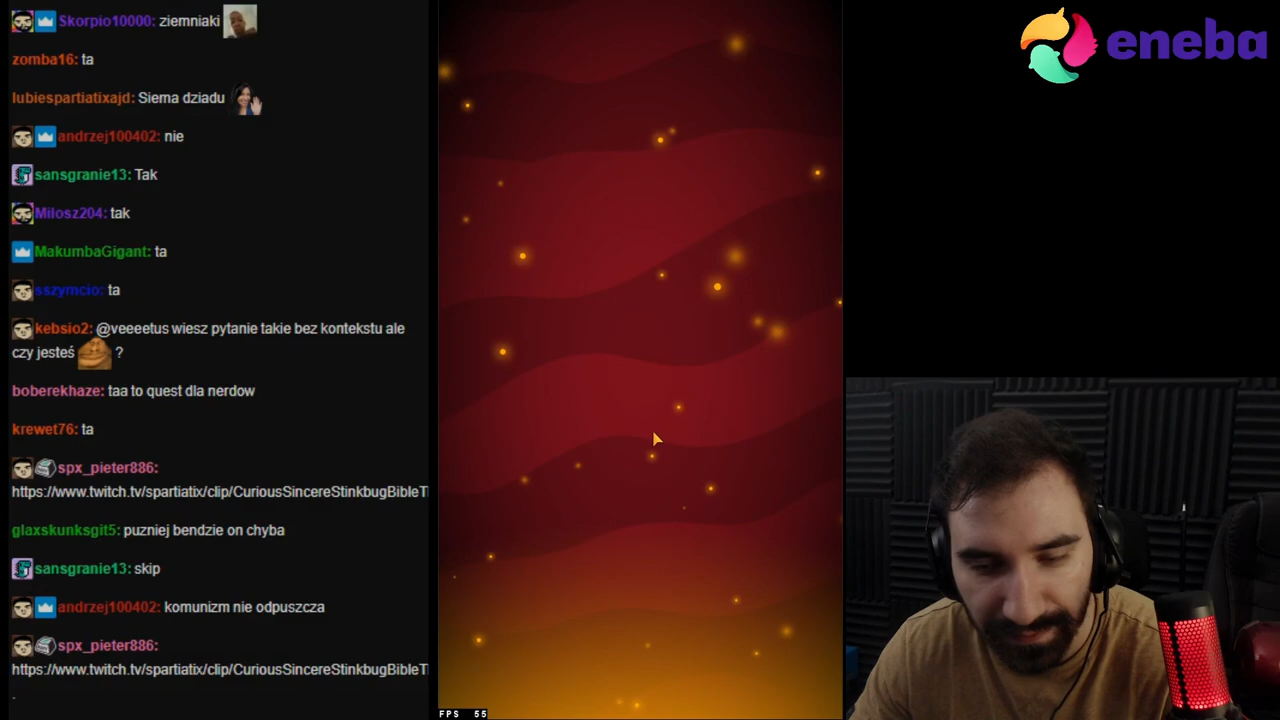 Skorpio10000: ziemniaki
zomba16: ta
lubiespartiatixajd: Siema dziadu
andrzej100402: nie
sansgranie13: Tak
Milosz204: tak
MakumbaGigant: ta
sszymcio: ta
kebsio2: @veeeetus wiesz pytanie takie bez kontekstu ale
czy jesteś ?
boberekhaze: taa to quest dla nerdow
krewet76: ta
spx_pieter886:
https://www.twitch.tv/spartiatix/clip/CuriousSincereStinkbugBibleT
glaxskunksgit5: puzniej bendzie on chyba
sansgranie13: skip
andrzej100402: komunizm nie odpuszcza
spx_pieter886:
https://www.twitch.tv/spartiatix/clip/CuriousSincereStinkbugBibleT
.
FPS 55
eneba